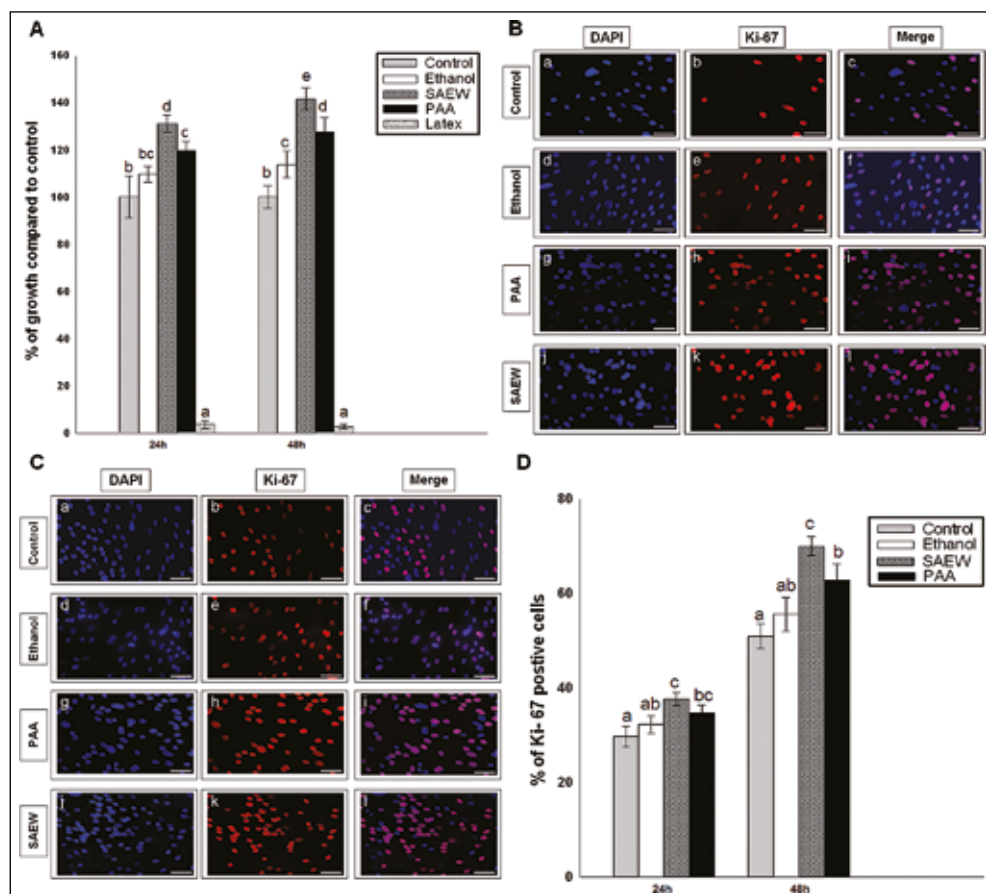 A
160
140
120
100
80
60
40
20
0
% of growth compared to control
Control
Ethanol
SAEW
PAA
Latex
b
bc
d
c
a
b
c
e
d
a
24h
48h
B
DAPI
Ki-67
Merge
Control
a
b
c
Ethanol
d
e
f
PAA
g
h
i
SAEW
j
k
l
C
DAPI
Ki-67
Merge
Control
a
b
c
Ethanol
d
e
f
PAA
g
h
i
SAEW
j
k
l
D
80
60
40
20
0
% of Ki- 67 postive cells
Control
Ethanol
SAEW
PAA
a
ab
c
bc
a
ab
c
b
24h
48h